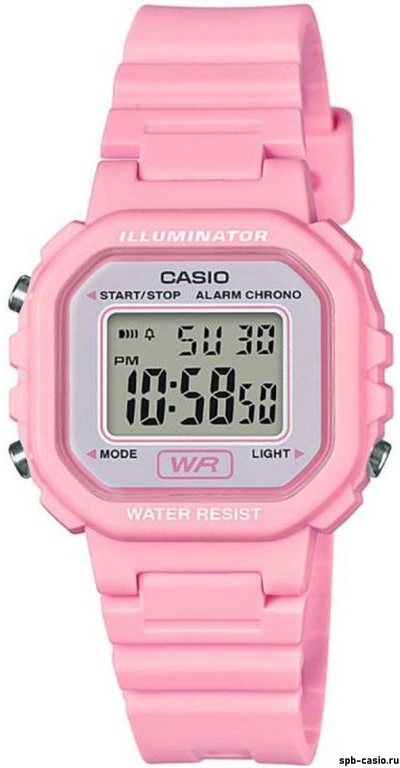 ILLUMINATOR
CASIO
START/STOP ALARM CHRONO
SU 30
PM
10:58 50
MODE LIGHT
WR
WATER RESIST
spb-casio.ru